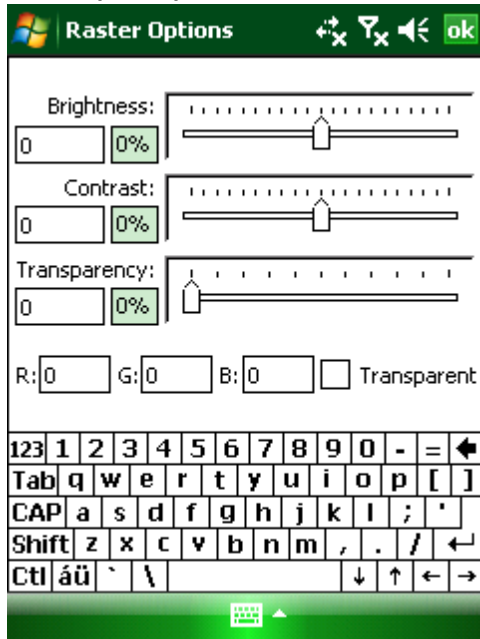 Raster Options ok
Brightness:
0 0%
Contrast:
0 0%
Transparency:
0 0%
R: 0 G: 0 B: 0 Transparent
123 1 2 3 4 5 6 7 8 9 0 - =
Tab q w e r t y u i o p [ ]
CAP a s d f g h j k l ; '
Shift z x c v b n m , . /
Ctl áü ` \ ↓ ↑ ← →